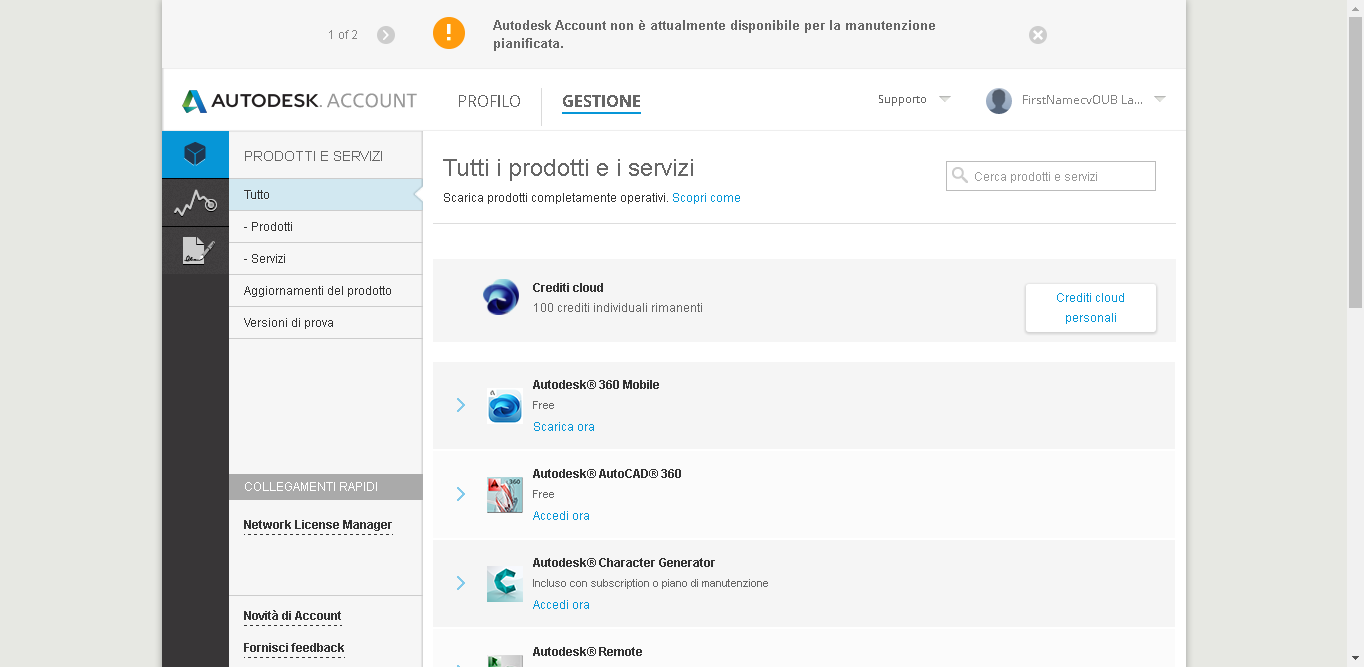 1 of 2
Autodesk Account non è attualmente disponibile per la manutenzione
pianificata.
AUTODESK. ACCOUNT
PROFILO
GESTIONE
Supporto
FirstNamecvOUB La...
PRODOTTI E SERVIZI
Tutto
- Prodotti
- Servizi
Aggiornamenti del prodotto
Versioni di prova
COLLEGAMENTI RAPIDI
Network License Manager
Novità di Account
Fornisci feedback
Tutti i prodotti e i servizi
Cerca prodotti e servizi
Scarica prodotti completamente operativi. Scopri come
Crediti cloud
100 crediti individuali rimanenti
Crediti cloud
personali
Autodesk® 360 Mobile
Free
Scarica ora
360
Autodesk® AutoCAD® 360
Free
Accedi ora
Autodesk® Character Generator
Incluso con subscription o piano di manutenzione
Accedi ora
Autodesk® Remote